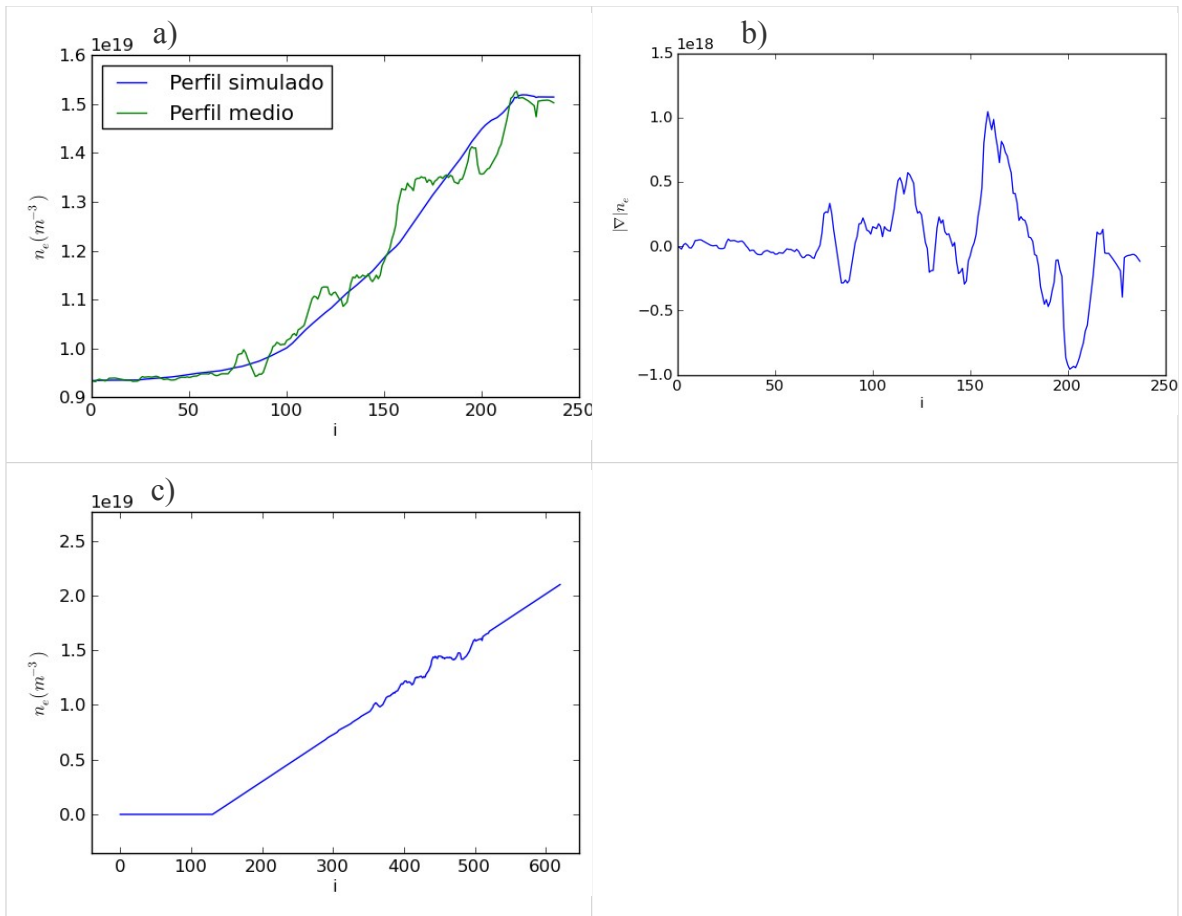 a)
1e19
1.6
1.5
1.4
1.3
1.2
1.1
1.0
0.9
n_e(m^{-3})
Perfil simulado
Perfil medio
0 50 100 150 200 250
i
b)
1e18
1.5
1.0
0.5
0.0
−0.5
−1.0
|∇|n_e
0 50 100 150 200 250
i
c)
1e19
2.5
2.0
1.5
1.0
0.5
0.0
n_e(m^{-3})
0 100 200 300 400 500 600
i